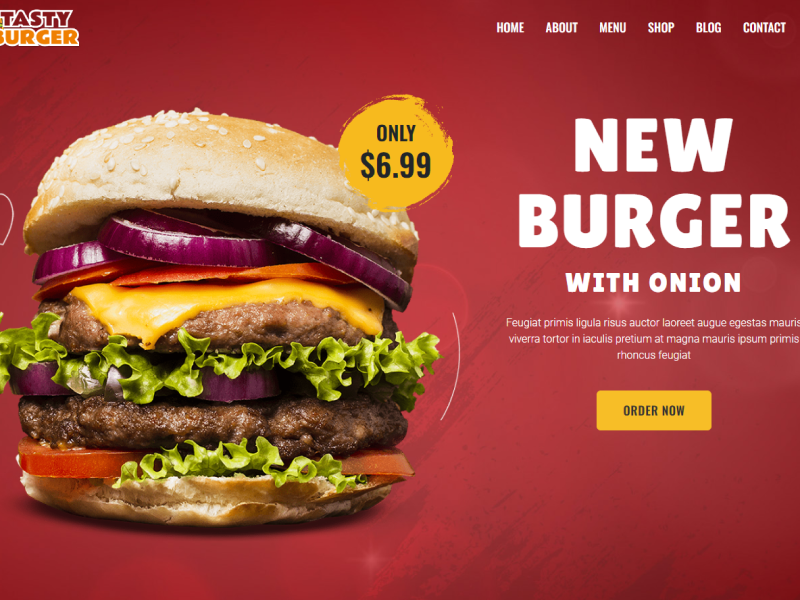 TASTY
BURGER
HOME ABOUT MENU SHOP BLOG CONTACT
ONLY
$6.99
NEW
BURGER
WITH ONION
Feugiat primis ligula risus auctor laoreet augue egestas mauris
viverra tortor in iaculis pretium at magna mauris ipsum primis
rhoncus feugiat
ORDER NOW